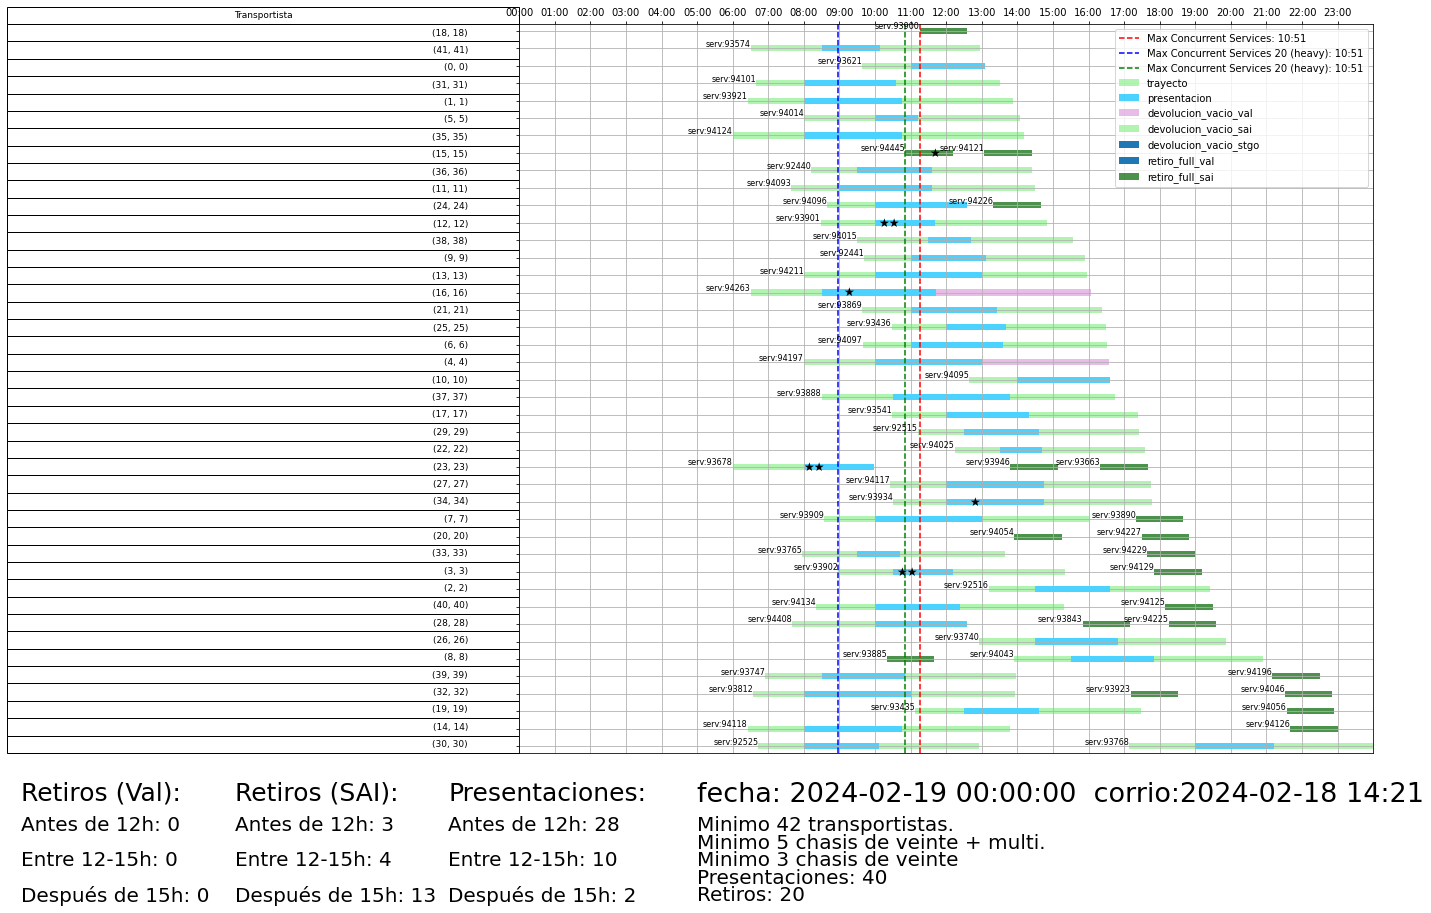 Transportista
00:00 01:00 02:00 03:00 04:00 05:00 06:00 07:00 08:00 09:00 10:00 11:00 12:00 13:00 14:00 15:00 16:00 17:00 18:00 19:00 20:00 21:00 22:00 23:00
(18, 18) serv:93900
(41, 41) serv:93574
(0, 0) serv:93621
(31, 31) serv:94101
(1, 1) serv:93921
(5, 5) serv:94014
(35, 35) serv:94124
(15, 15) serv:94445 serv:94121
(36, 36) serv:92440
(11, 11) serv:94093
(24, 24) serv:94096 serv:94226
(12, 12) serv:93901
(38, 38) serv:94015
(9, 9) serv:92441
(13, 13) serv:94211
(16, 16) serv:94263
(21, 21) serv:93869
(25, 25) serv:93436
(6, 6) serv:94097
(4, 4) serv:94197
(10, 10) serv:94095
(37, 37) serv:93888
(17, 17) serv:93541
(29, 29) serv:92515
(22, 22) serv:94025
(23, 23) serv:93678 serv:93946 serv:93663
(27, 27) serv:94117
(34, 34) serv:93934
(7, 7) serv:93909 serv:93890
(20, 20) serv:94054 serv:94227
(33, 33) serv:93765 serv:94229
(3, 3) serv:93902 serv:94129
(2, 2) serv:92516
(40, 40) serv:94134 serv:94125
(28, 28) serv:94408 serv:93843 serv:94225
(26, 26) serv:93740
(8, 8) serv:93885 serv:94043
(39, 39) serv:93747 serv:94196
(32, 32) serv:93812 serv:93923 serv:94046
(19, 19) serv:93435 serv:94056
(14, 14) serv:94118 serv:94126
(30, 30) serv:92525 serv:93768
Max Concurrent Services: 10:51
Max Concurrent Services 20 (heavy): 10:51
Max Concurrent Services 20 (heavy): 10:51
trayecto
presentacion
devolucion_vacio_val
devolucion_vacio_sai
devolucion_vacio_stgo
retiro_full_val
retiro_full_sai
Retiros (Val):
Antes de 12h: 0
Entre 12-15h: 0
Después de 15h: 0
Retiros (SAI):
Antes de 12h: 3
Entre 12-15h: 4
Después de 15h: 13
Presentaciones:
Antes de 12h: 28
Entre 12-15h: 10
Después de 15h: 2
fecha: 2024-02-19 00:00:00 corrio:2024-02-18 14:21
Minimo 42 transportistas.
Minimo 5 chasis de veinte + multi.
Minimo 3 chasis de veinte
Presentaciones: 40
Retiros: 20